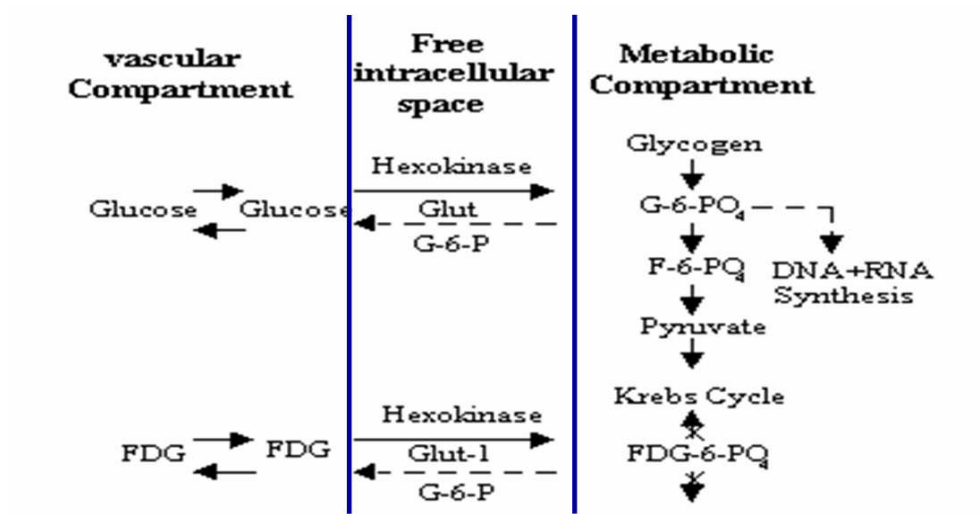 vascular
Compartment
Free
intracellular
space
Metabolic
Compartment
Glucose
Glucose
Hexokinase
Glut
G-6-P
Glycogen
G-6-PO4
F-6-PO4
DNA+RNA
Synthesis
Pyruvate
Krebs Cycle
FDG
FDG
Hexokinase
Glut-1
G-6-P
FDG-6-PO4